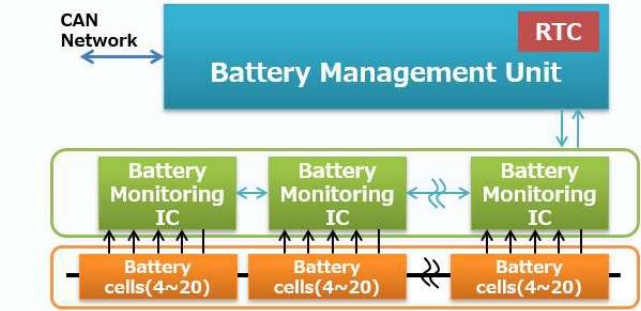 CAN
Network
RTC
Battery Management Unit
Battery
Monitoring
IC
Battery
Monitoring
IC
Battery
Monitoring
IC
Battery
cells(4~20)
Battery
cells(4~20)
Battery
cells(4~20)